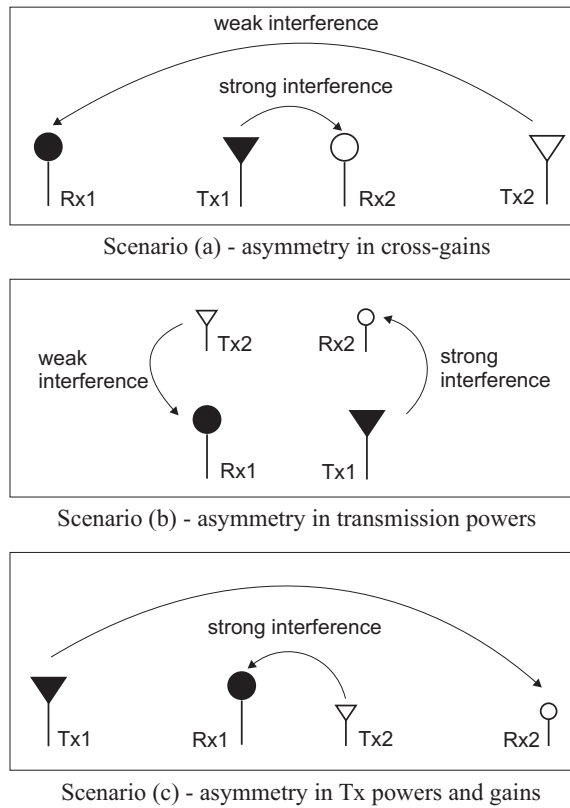 weak interference
strong interference
Rx1
Tx1
Rx2
Tx2
Scenario (a) - asymmetry in cross-gains
Tx2
Rx2
weak
interference
strong
interference
Rx1
Tx1
Scenario (b) - asymmetry in transmission powers
strong interference
Tx1
Rx1
Tx2
Rx2
Scenario (c) - asymmetry in Tx powers and gains